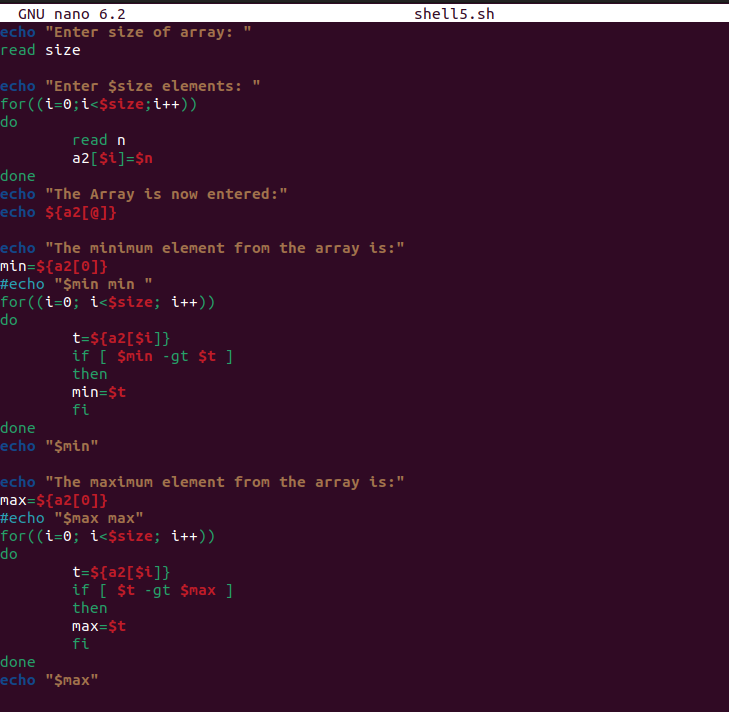 GNU nano 6.2 shell5.sh
echo "Enter size of array: "
read size

echo "Enter $size elements: "
for((i=0;i<$size;i++))
do
        read n
        a2[$i]=$n
done
echo "The Array is now entered:"
echo ${a2[@]}

echo "The minimum element from the array is:"
min=${a2[0]}
#echo "$min min "
for((i=0; i<$size; i++))
do
        t=${a2[$i]}
        if [ $min -gt $t ]
        then
        min=$t
        fi
done
echo "$min"

echo "The maximum element from the array is:"
max=${a2[0]}
#echo "$max max"
for((i=0; i<$size; i++))
do
        t=${a2[$i]}
        if [ $t -gt $max ]
        then
        max=$t
        fi
done
echo "$max"